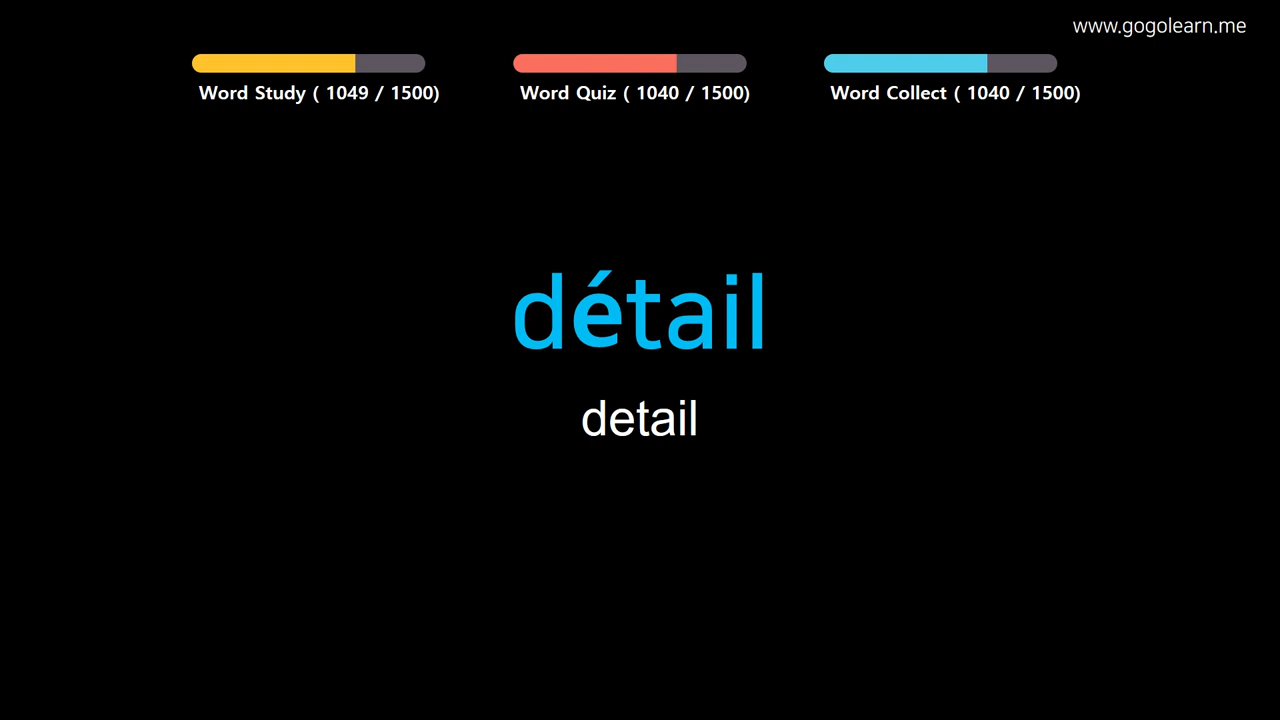 www.gogolearn.me
Word Study ( 1049 / 1500)
Word Quiz ( 1040 / 1500)
Word Collect ( 1040 / 1500)
détail
detail